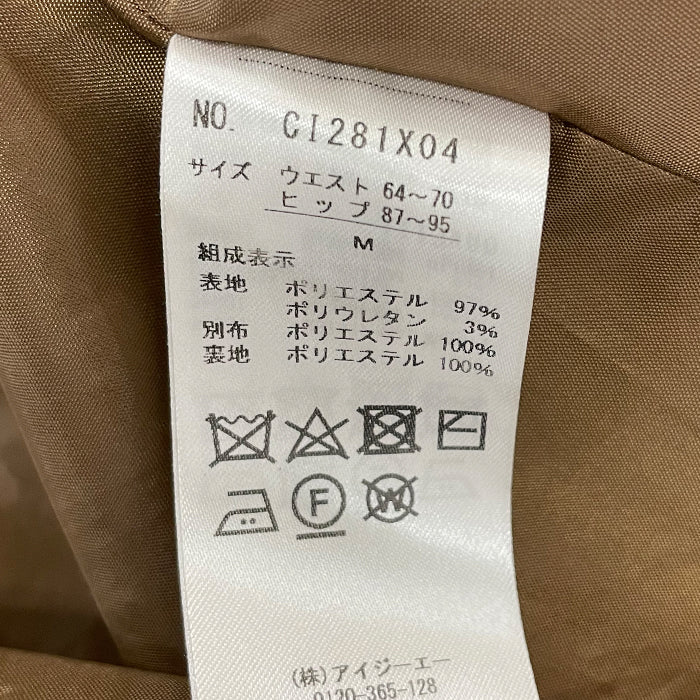 NO. CI281X04
サイズ ウエスト 64～70
ヒップ 87～95
M
組成表示
表地 ポリエステル 97%
ポリウレタン 3%
別布 ポリエステル 100%
裏地 ポリエステル 100%
F
W
(株)アイジーエー
0120-365-128